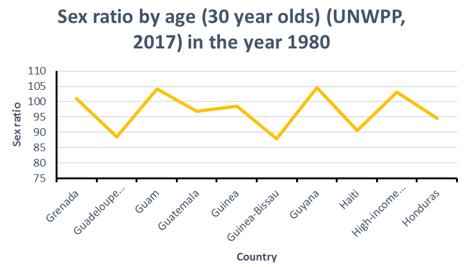 Sex ratio by age (30 year olds) (UNWPP,
2017) in the year 1980
110
105
100
95
90
85
80
75
Sex ratio
Grenada
Guadeloupe...
Guam
Guatemala
Guinea
Guinea-Bissau
Guyana
Haiti
High-income...
Honduras
Country